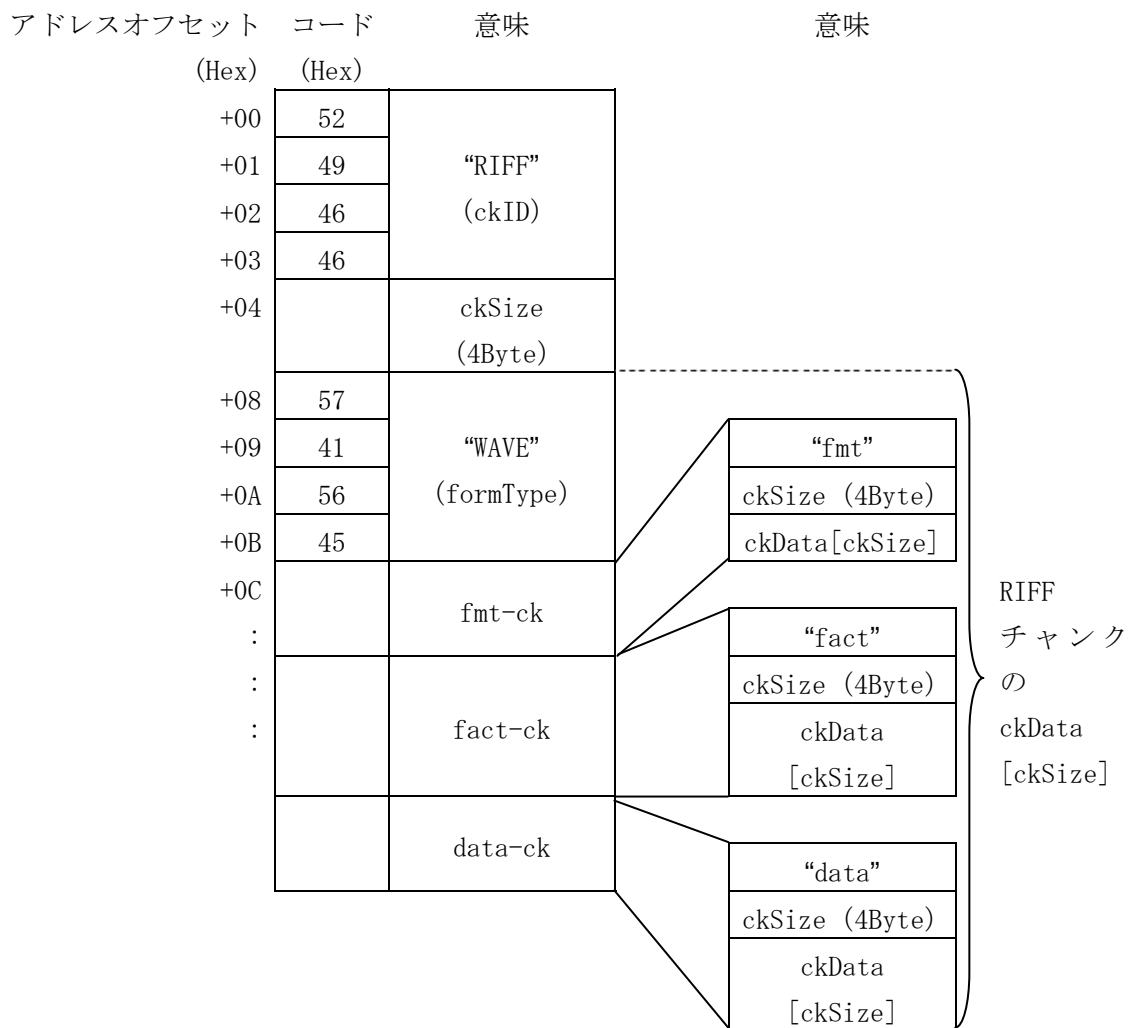 アドレスオフセット コード 意味 意味
(Hex) (Hex)
+00 52
+01 49 “RIFF”
+02 46 (ckID)
+03 46
+04 ckSize
(4Byte)
+08 57
+09 41 “WAVE” “fmt”
+0A 56 (formType) ckSize (4Byte)
+0B 45 ckData[ckSize]
+0C RIFF
fmt-ck
: “fact” チャンク
: ckSize (4Byte) の
: fact-ck ckData ckData
[ckSize] [ckSize]
data-ck
“data”
ckSize (4Byte)
ckData
[ckSize]